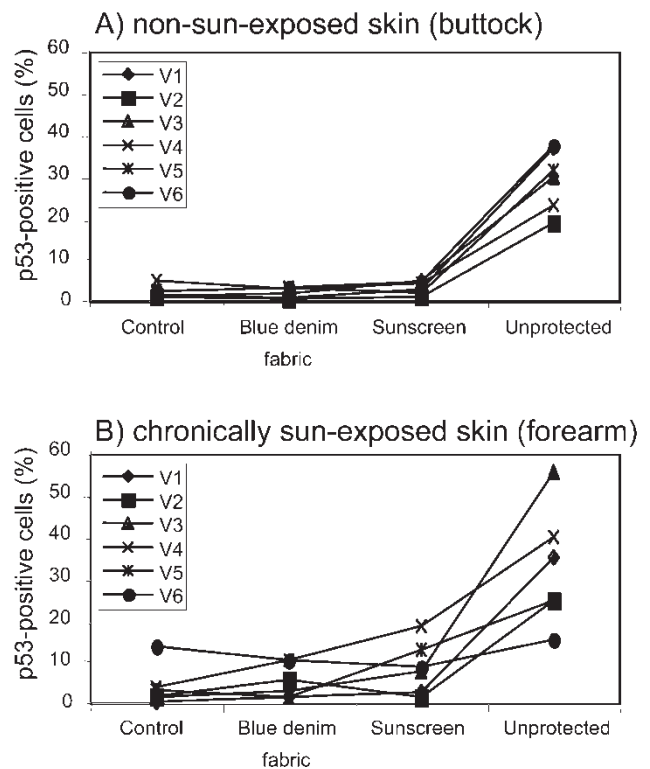 A) non-sun-exposed skin (buttock)
p53-positive cells (%)
60
50
40
30
20
10
0
V1
V2
V3
V4
V5
V6
Control Blue denim Sunscreen Unprotected
fabric
B) chronically sun-exposed skin (forearm)
p53-positive cells (%)
60
50
40
30
20
10
0
V1
V2
V3
V4
V5
V6
Control Blue denim Sunscreen Unprotected
fabric